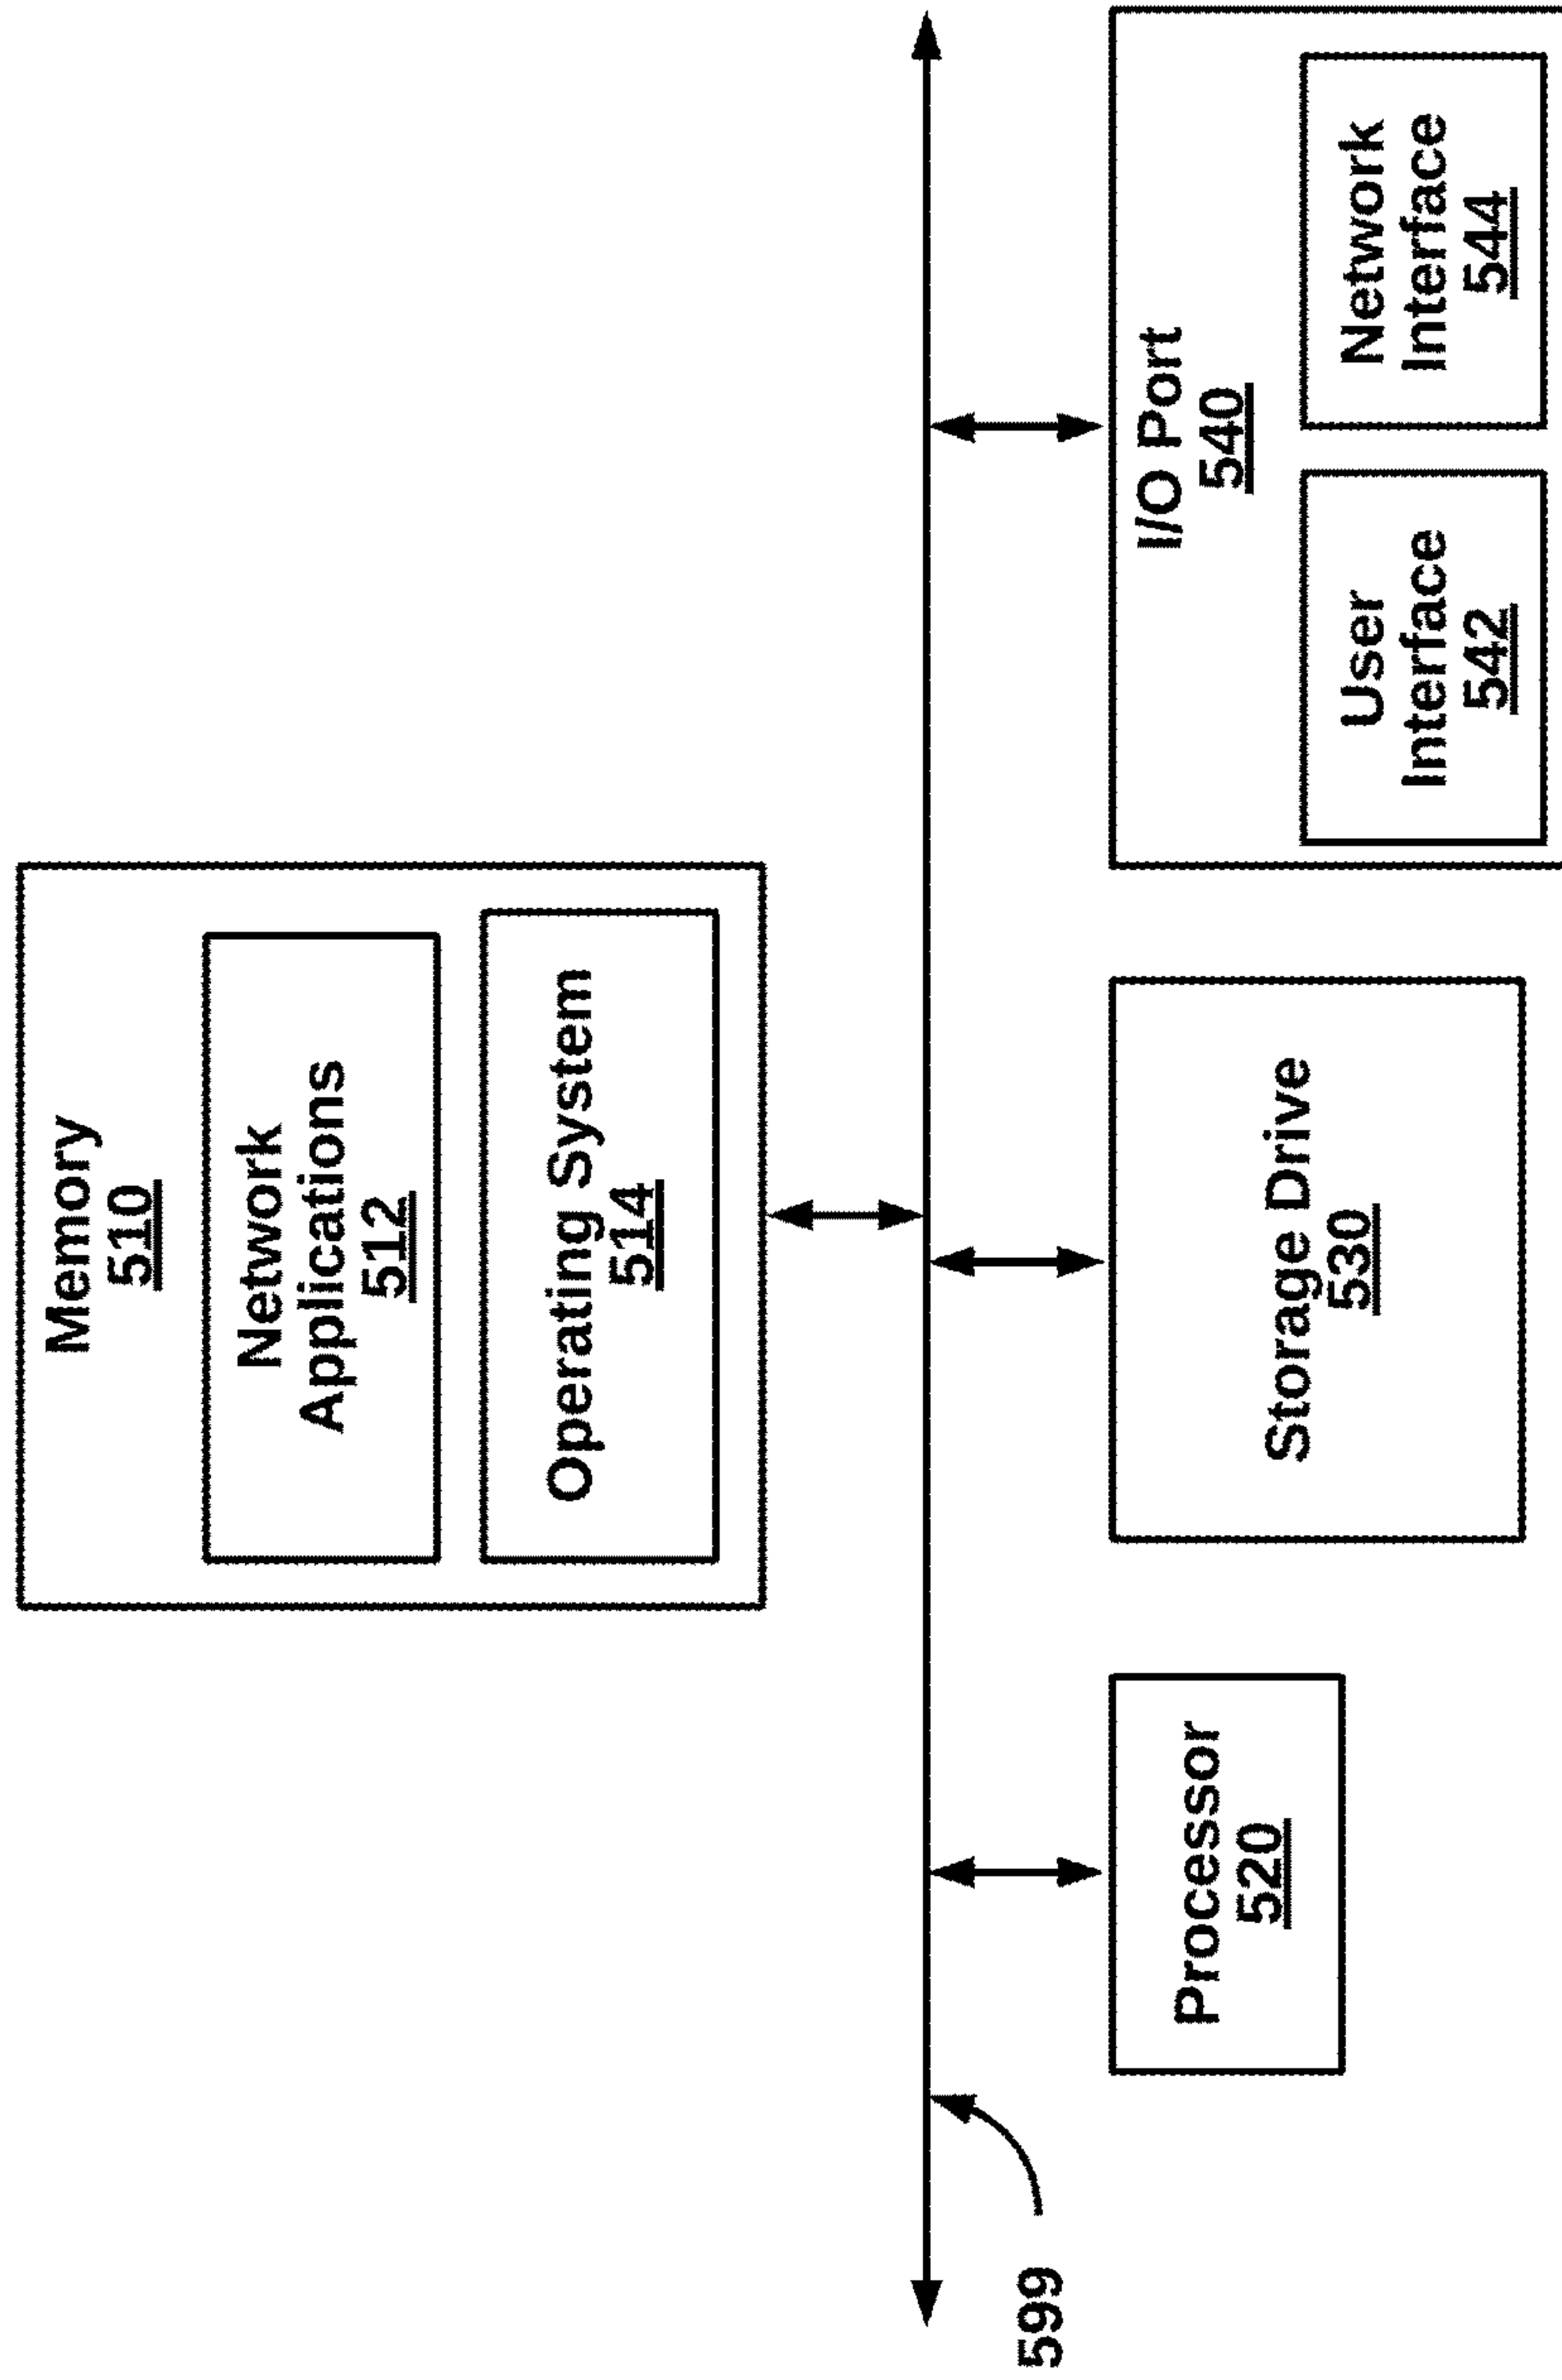 Memory
510
Network
Applications
512
Operating System
514
599
Processor
520
Storage Drive
530
I/O Port
540
User
Interface
542
Network
Interface
544